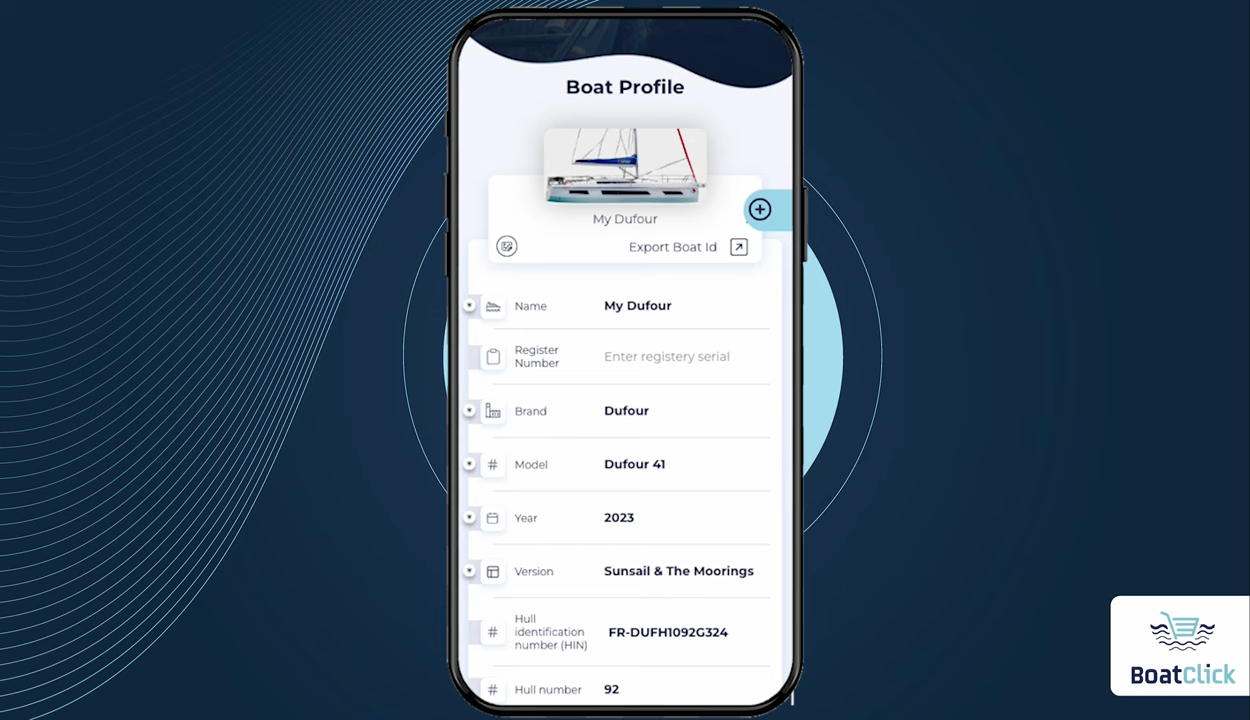 Boat Profile
My Dufour
Export Boat Id
Name My Dufour
Register
Number
Enter registery serial
Brand Dufour
Model Dufour 41
Year 2023
Version Sunsail & The Moorings
Hull
identification
number (HIN)
FR-DUFH1092G324
Hull number 92
BoatClick